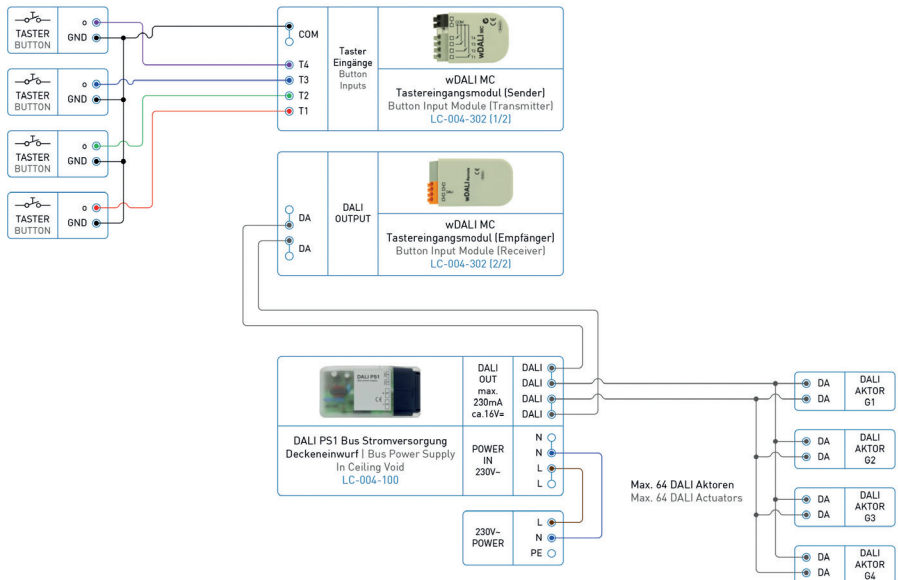 TASTER
BUTTON
o
GND
TASTER
BUTTON
o
GND
TASTER
BUTTON
o
GND
TASTER
BUTTON
o
GND
COM
T4
T3
T2
T1
Taster
Eingänge
Button
Inputs
wDALI MC
wDALI MC
Tastereingangsmodul (Sender)
Button Input Module (Transmitter)
LC-004-302 (1/2)
DA
DA
DALI
OUTPUT
wDALI
wDALI MC
Tastereingangsmodul (Empfänger)
Button Input Module (Receiver)
LC-004-302 (2/2)
DALI PS1
DALI PS1 Bus Stromversorgung
Deckeneinwurf | Bus Power Supply
In Ceiling Void
LC-004-100
DALI
OUT
max.
230mA
ca.16V=
DALI
DALI
DALI
DALI
POWER
IN
230V~
N
N
L
L
230V~
POWER
L
N
PE
Max. 64 DALI Aktoren
Max. 64 DALI Actuators
DA
DA
DALI
AKTOR
G1
DA
DA
DALI
AKTOR
G2
DA
DA
DALI
AKTOR
G3
DA
DA
DALI
AKTOR
G4